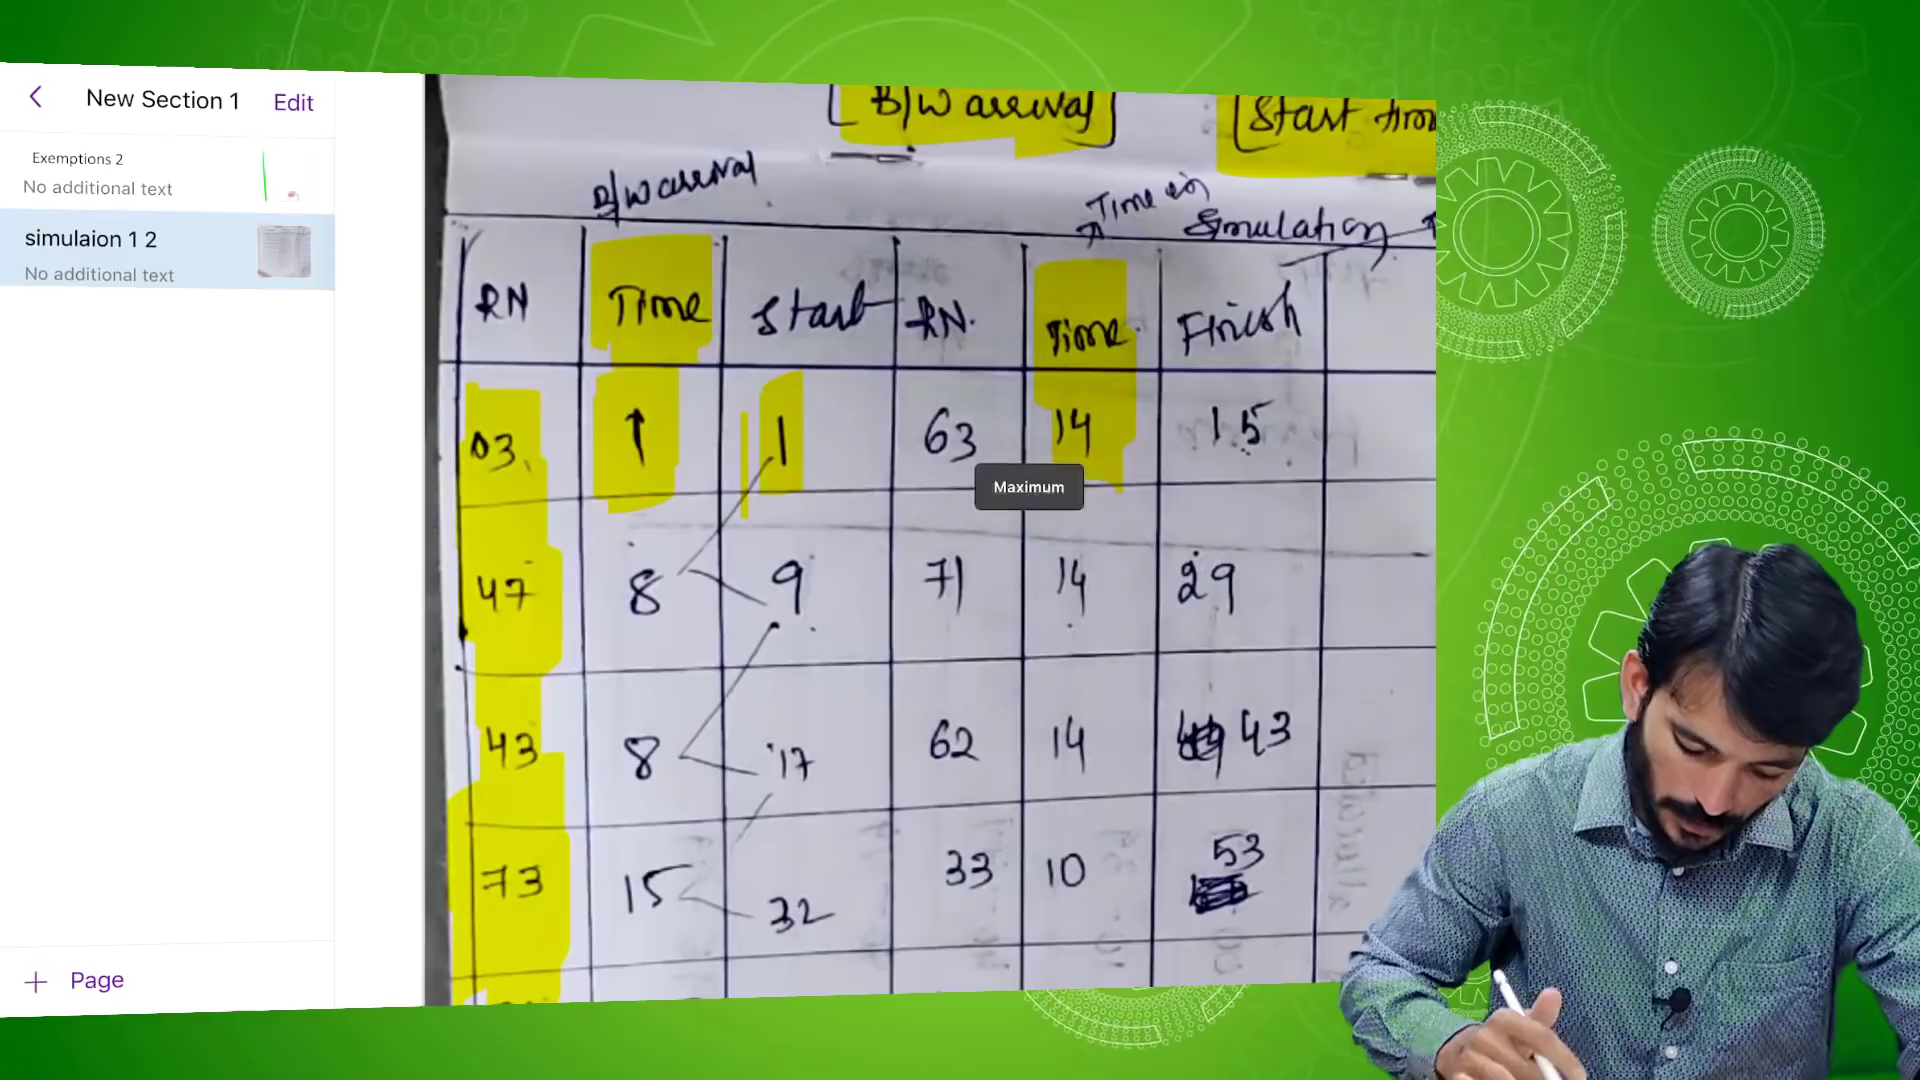 New Section 1 Edit
Exemptions 2
No additional text
simulaion 1 2
No additional text
Page
B/W arrival Start time
B/W arrival Time in Simulation
RN Time Start RN. Time Finish
03 1 1 63 14 15
Maximum
47 8 9 71 14 29
43 8 17 62 14 43
73 15 32 33 10 53